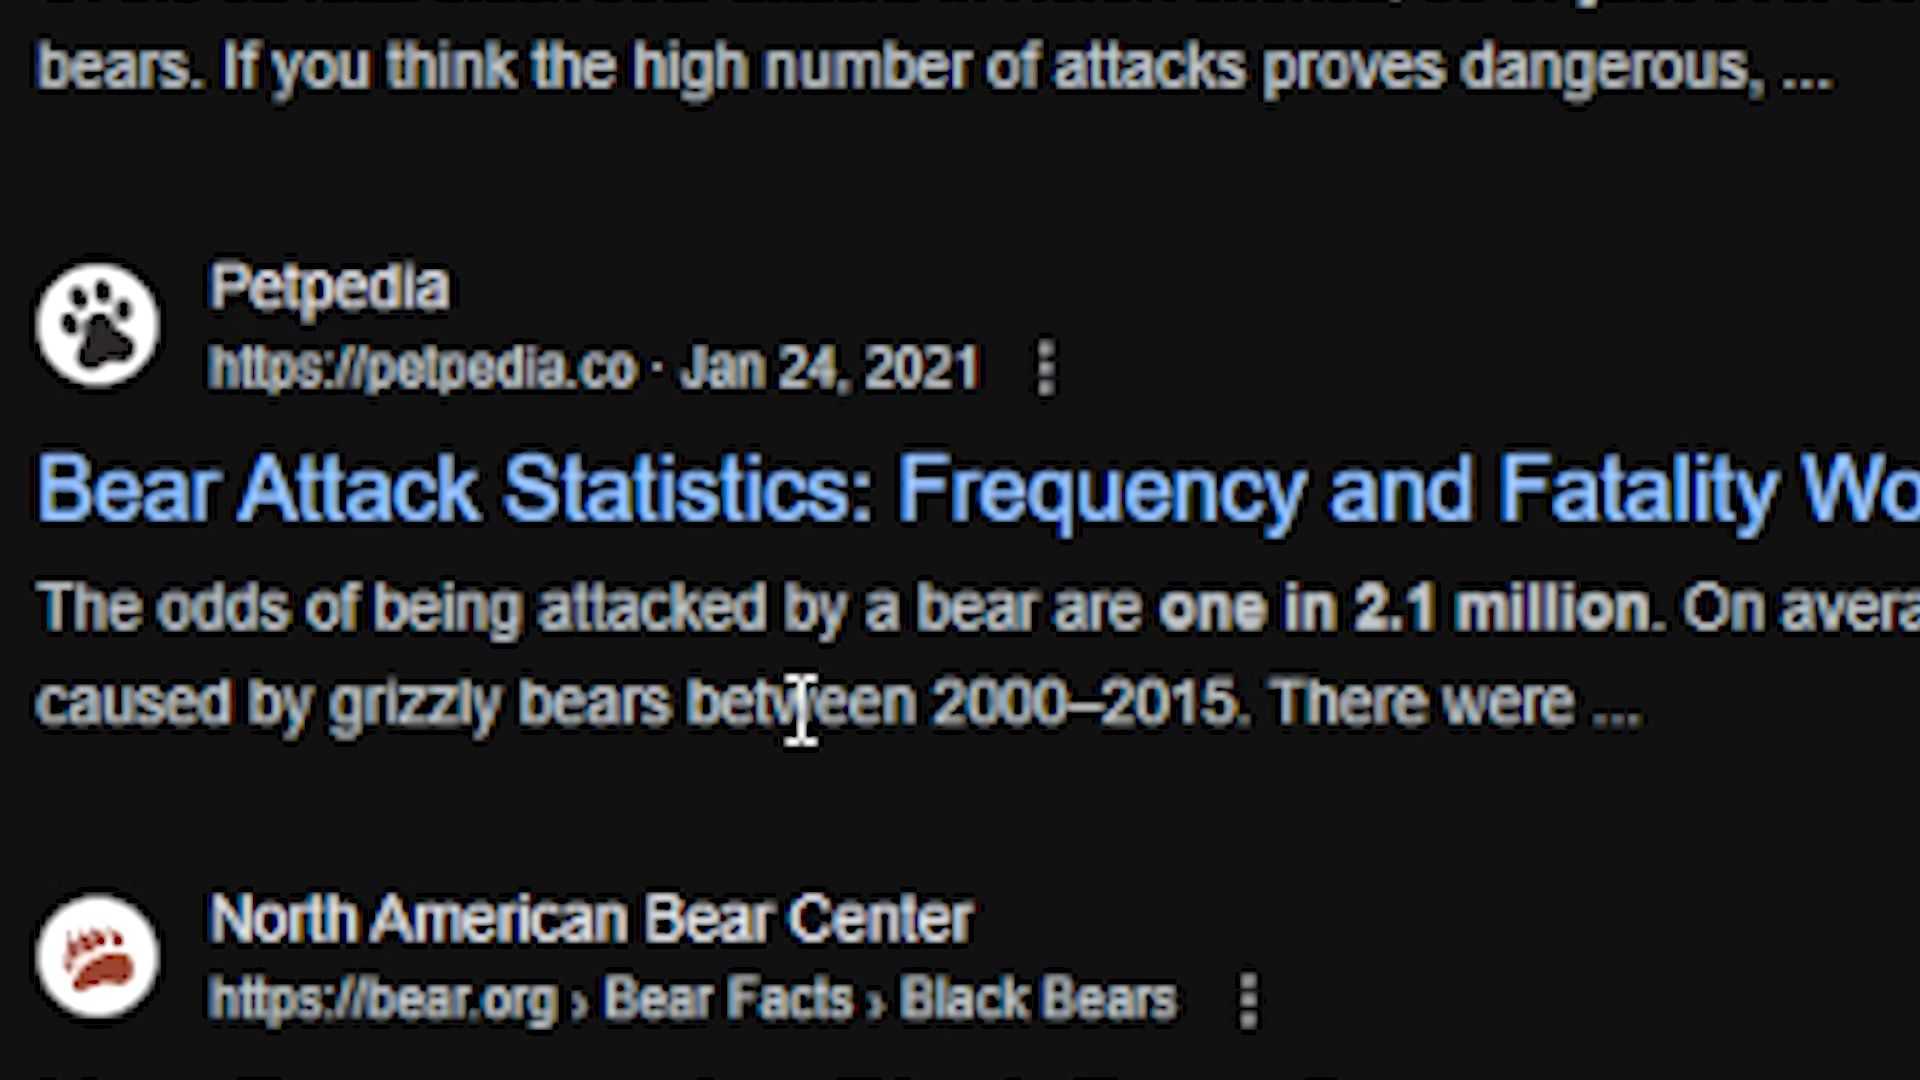 bears. If you think the high number of attacks proves dangerous, ...
Petpedia
https://petpedia.co · Jan 24, 2021
Bear Attack Statistics: Frequency and Fatality Wo
The odds of being attacked by a bear are one in 2.1 million. On avera
caused by grizzly bears between 2000–2015. There were ...
North American Bear Center
https://bear.org › Bear Facts › Black Bears